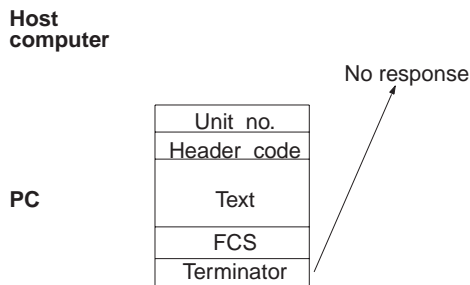 Host
computer
No response
Unit no.
Header code
PC
Text
FCS
Terminator